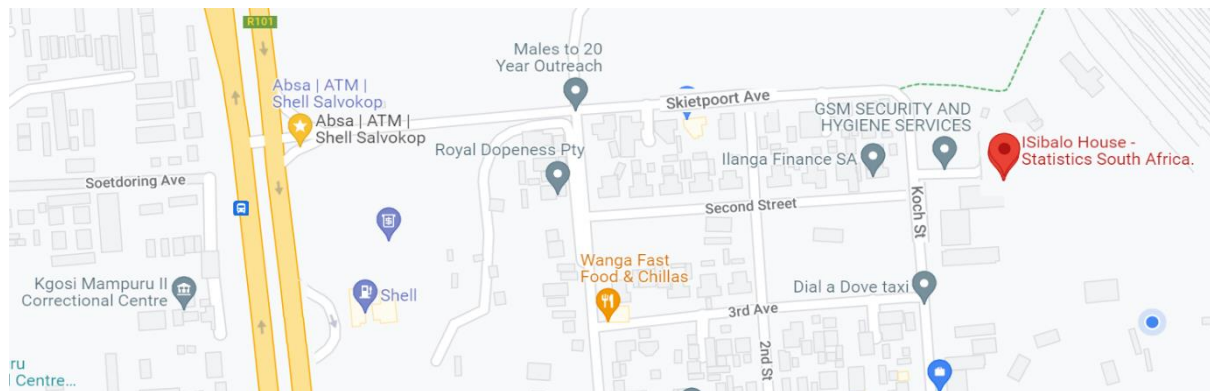 R101
Males to 20
Year Outreach
Absa | ATM |
Shell Salvokop
Absa | ATM |
Shell Salvokop
Skietpoort Ave
GSM SECURITY AND
HYGIENE SERVICES
ISibalo House -
Statistics South Africa.
Royal Dopeness Pty
Ilanga Finance SA
Soetdoring Ave
Second Street
Koch St
Wanga Fast
Food & Chillas
Kgosi Mampuru II
Correctional Centre
Shell
Dial a Dove taxi
3rd Ave
2nd St
ru
Centre...